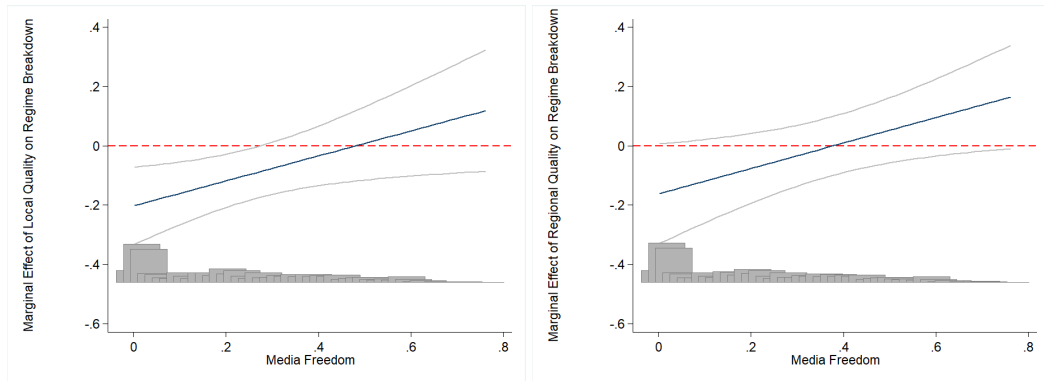 Marginal Effect of Local Quality on Regime Breakdown
.4
.2
0
-.2
-.4
-.6
0 .2 .4 .6 .8
Media Freedom
Marginal Effect of Regional Quality on Regime Breakdown
.4
.2
0
-.2
-.4
-.6
0 .2 .4 .6 .8
Media Freedom